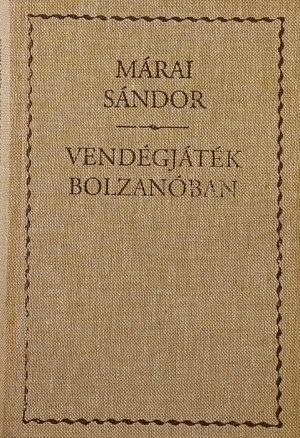 MÁRAI
SÁNDOR
VENDÉGJÁTÉK
BOLZANÓBAN